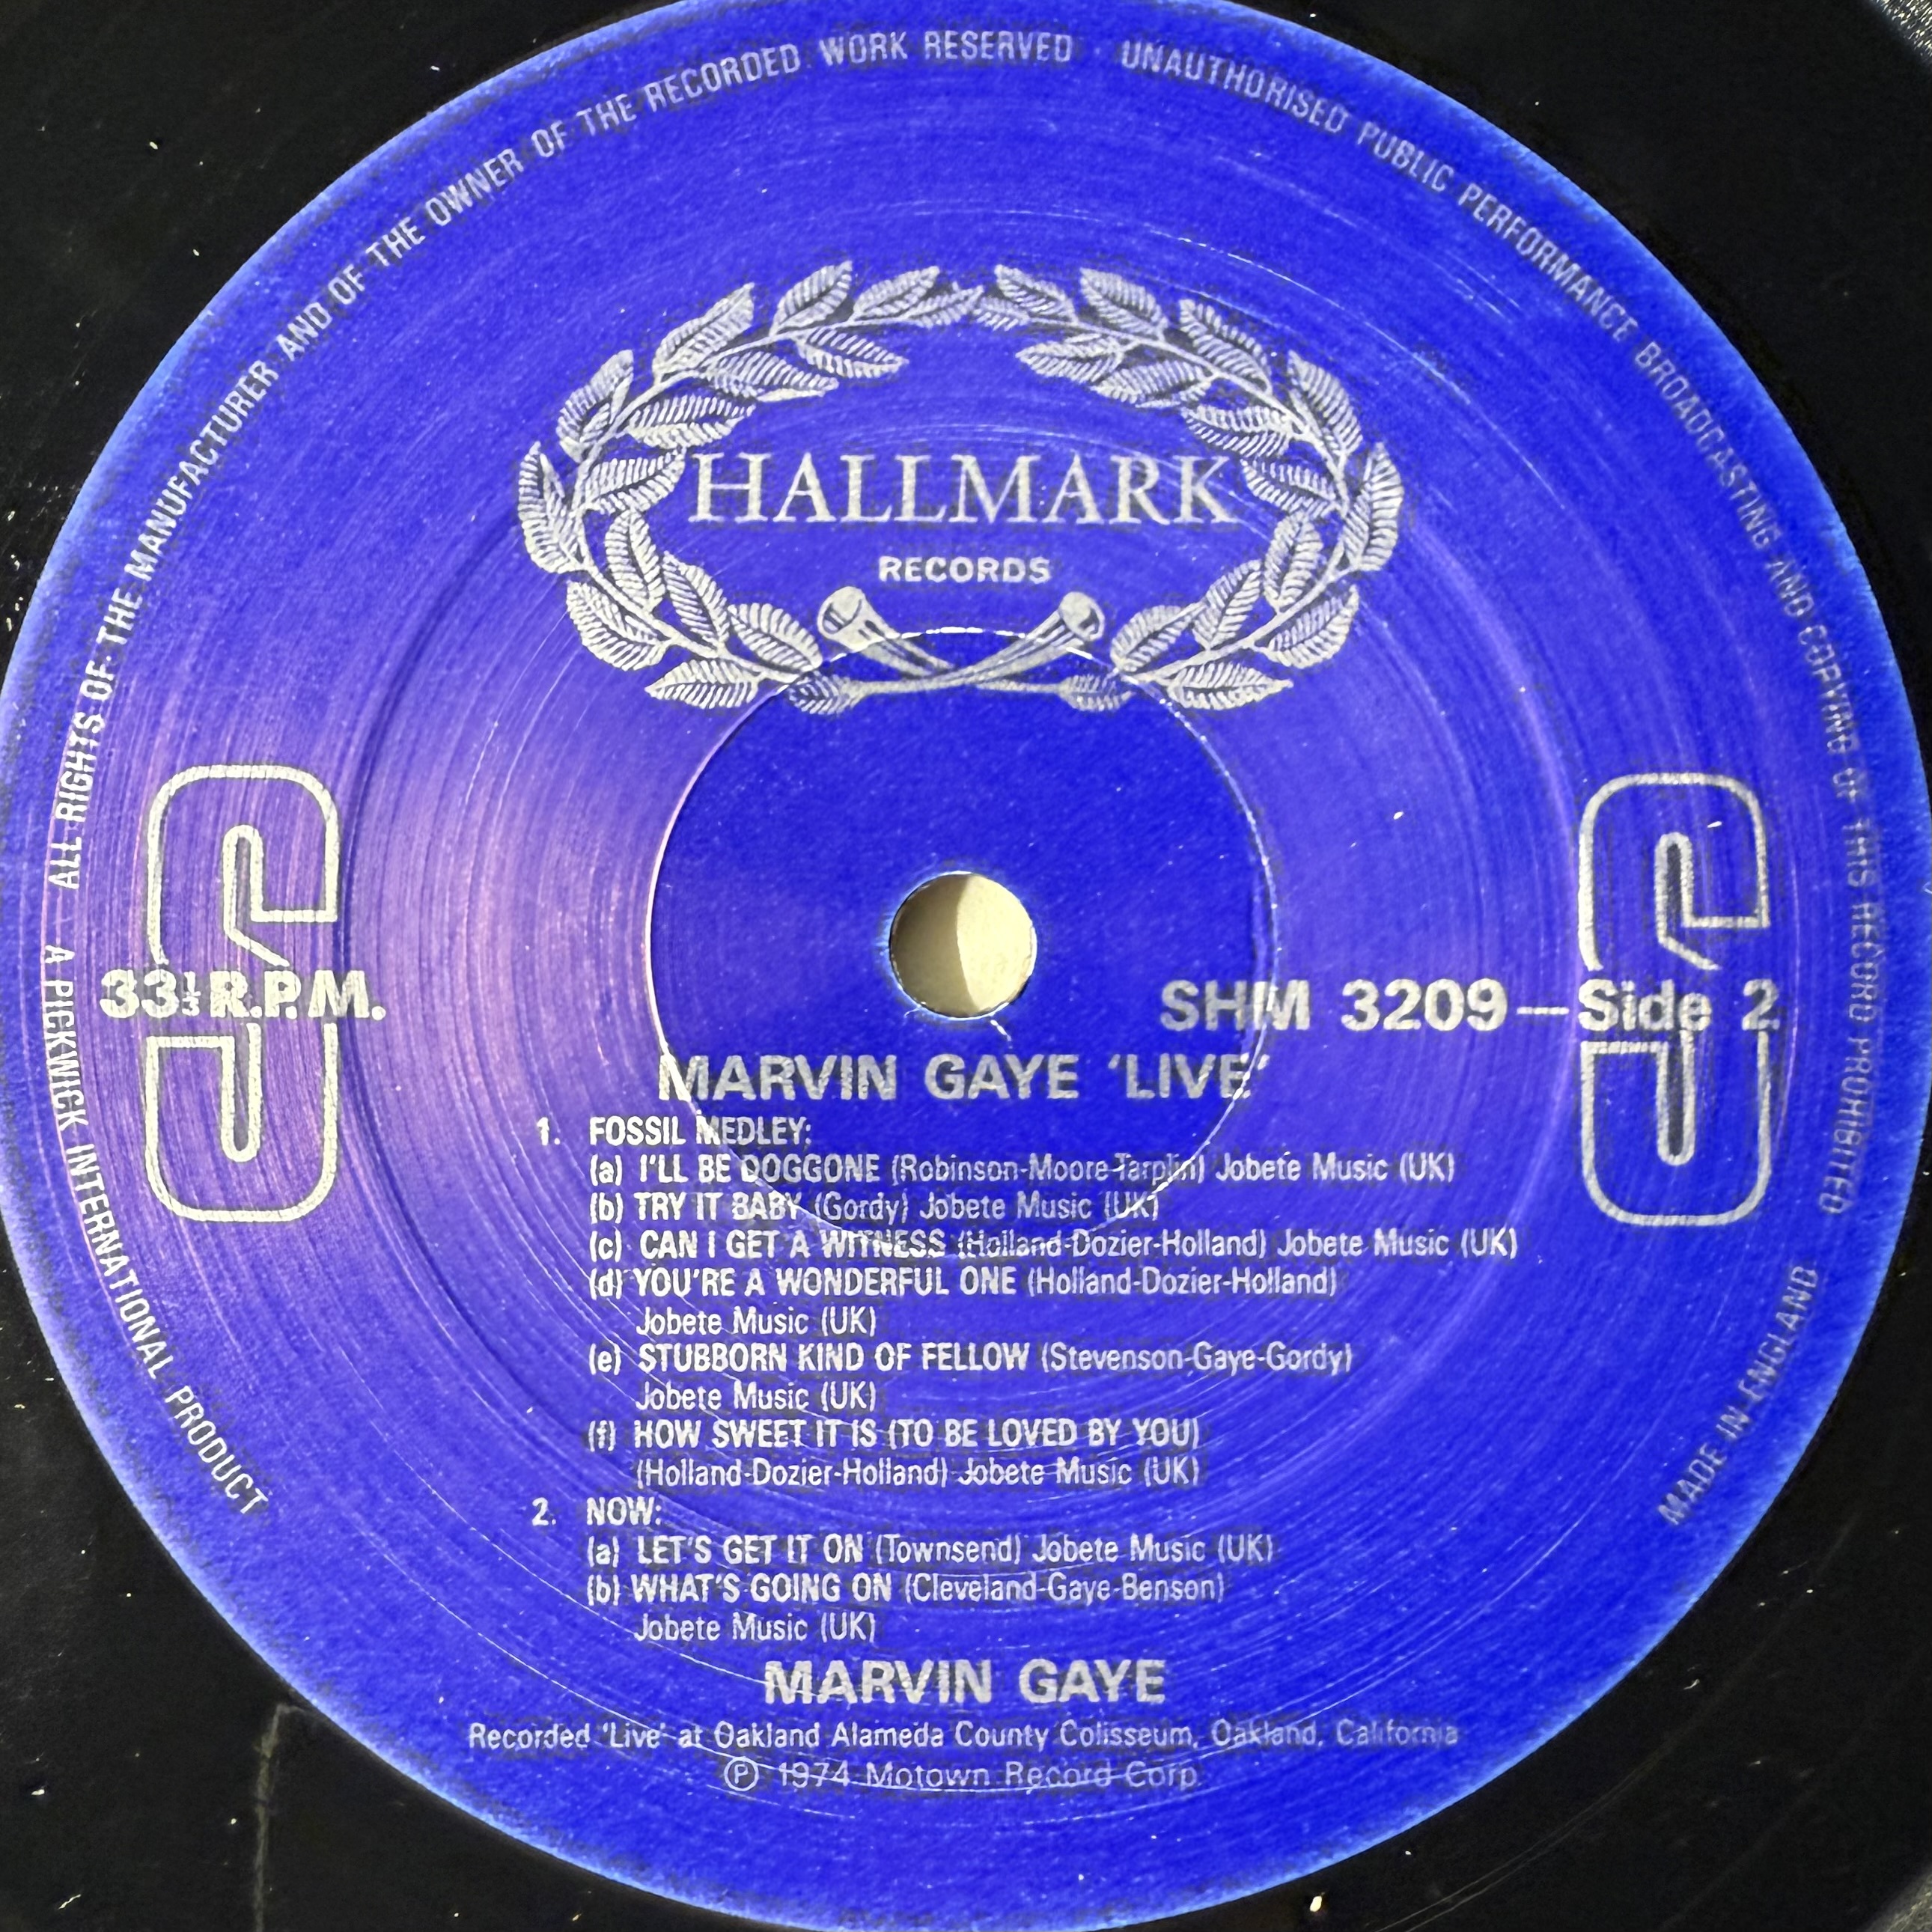 A PICKWICK INTERNATIONAL PRODUCT ALL RIGHTS OF THE MANUFACTURER AND OF THE OWNER OF THE RECORDED WORK RESERVED · UNAUTHORISED PUBLIC PERFORMANCE BROADCASTING AND COPYING OF THIS RECORD PROHIBITED MADE IN ENGLAND
HALLMARK
RECORDS
S
S
33⅓ R.P.M.
SHM 3209—Side 2
MARVIN GAYE 'LIVE'
1. FOSSIL MEDLEY:
(a) I'LL BE DOGGONE (Robinson-Moore-Tarplin) Jobete Music (UK)
(b) TRY IT BABY (Gordy) Jobete Music (UK)
(c) CAN I GET A WITNESS (Holland-Dozier-Holland) Jobete Music (UK)
(d) YOU'RE A WONDERFUL ONE (Holland-Dozier-Holland)
Jobete Music (UK)
(e) STUBBORN KIND OF FELLOW (Stevenson-Gaye-Gordy)
Jobete Music (UK)
(f) HOW SWEET IT IS (TO BE LOVED BY YOU)
(Holland-Dozier-Holland) Jobete Music (UK)
2. NOW:
(a) LET'S GET IT ON (Townsend) Jobete Music (UK)
(b) WHAT'S GOING ON (Cleveland-Gaye-Benson)
Jobete Music (UK)
MARVIN GAYE
Recorded 'Live' at Oakland Alameda County Colisseum, Oakland, California
Ⓟ 1974 Motown Record Corp.